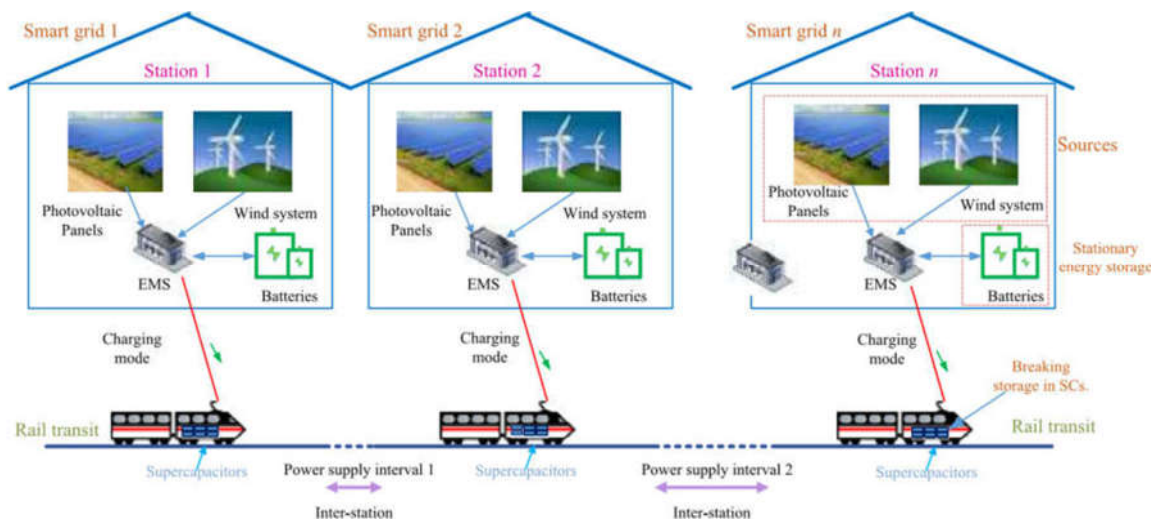 Smart grid 1
Smart grid 2
Smart grid n
Station 1
Station 2
Station n
Sources
Photovoltaic
Panels
Wind system
Photovoltaic
Panels
Wind system
Photovoltaic
Panels
Wind system
EMS
Batteries
EMS
Batteries
EMS
Batteries
Stationary
energy storage
Charging
mode
Charging
mode
Charging
mode
Breaking
storage in SCs.
Rail transit
Rail transit
Supercapacitors
Power supply interval 1
Supercapacitors
Power supply interval 2
Supercapacitors
Inter-station
Inter-station